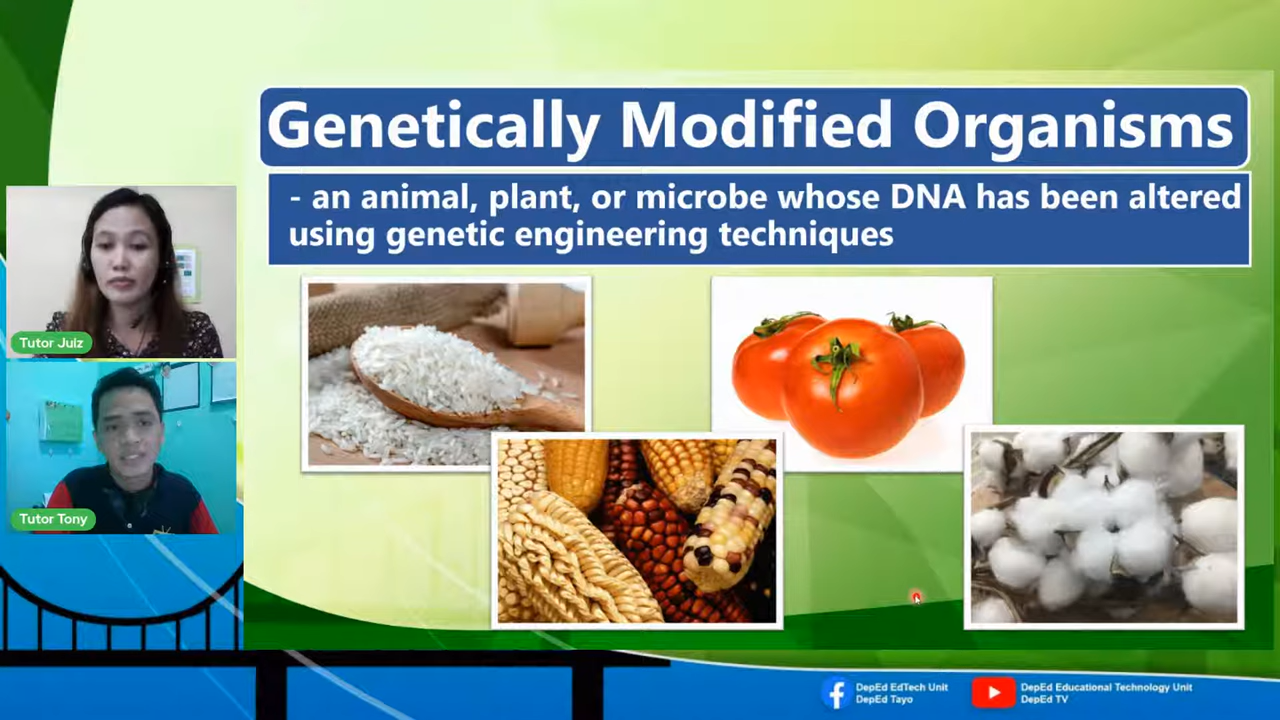 Genetically Modified Organisms
- an animal, plant, or microbe whose DNA has been altered
using genetic engineering techniques
Tutor Juiz
Tutor Tony
DepEd EdTech Unit
DepEd Tayo
DepEd Educational Technology Unit
DepEd TV